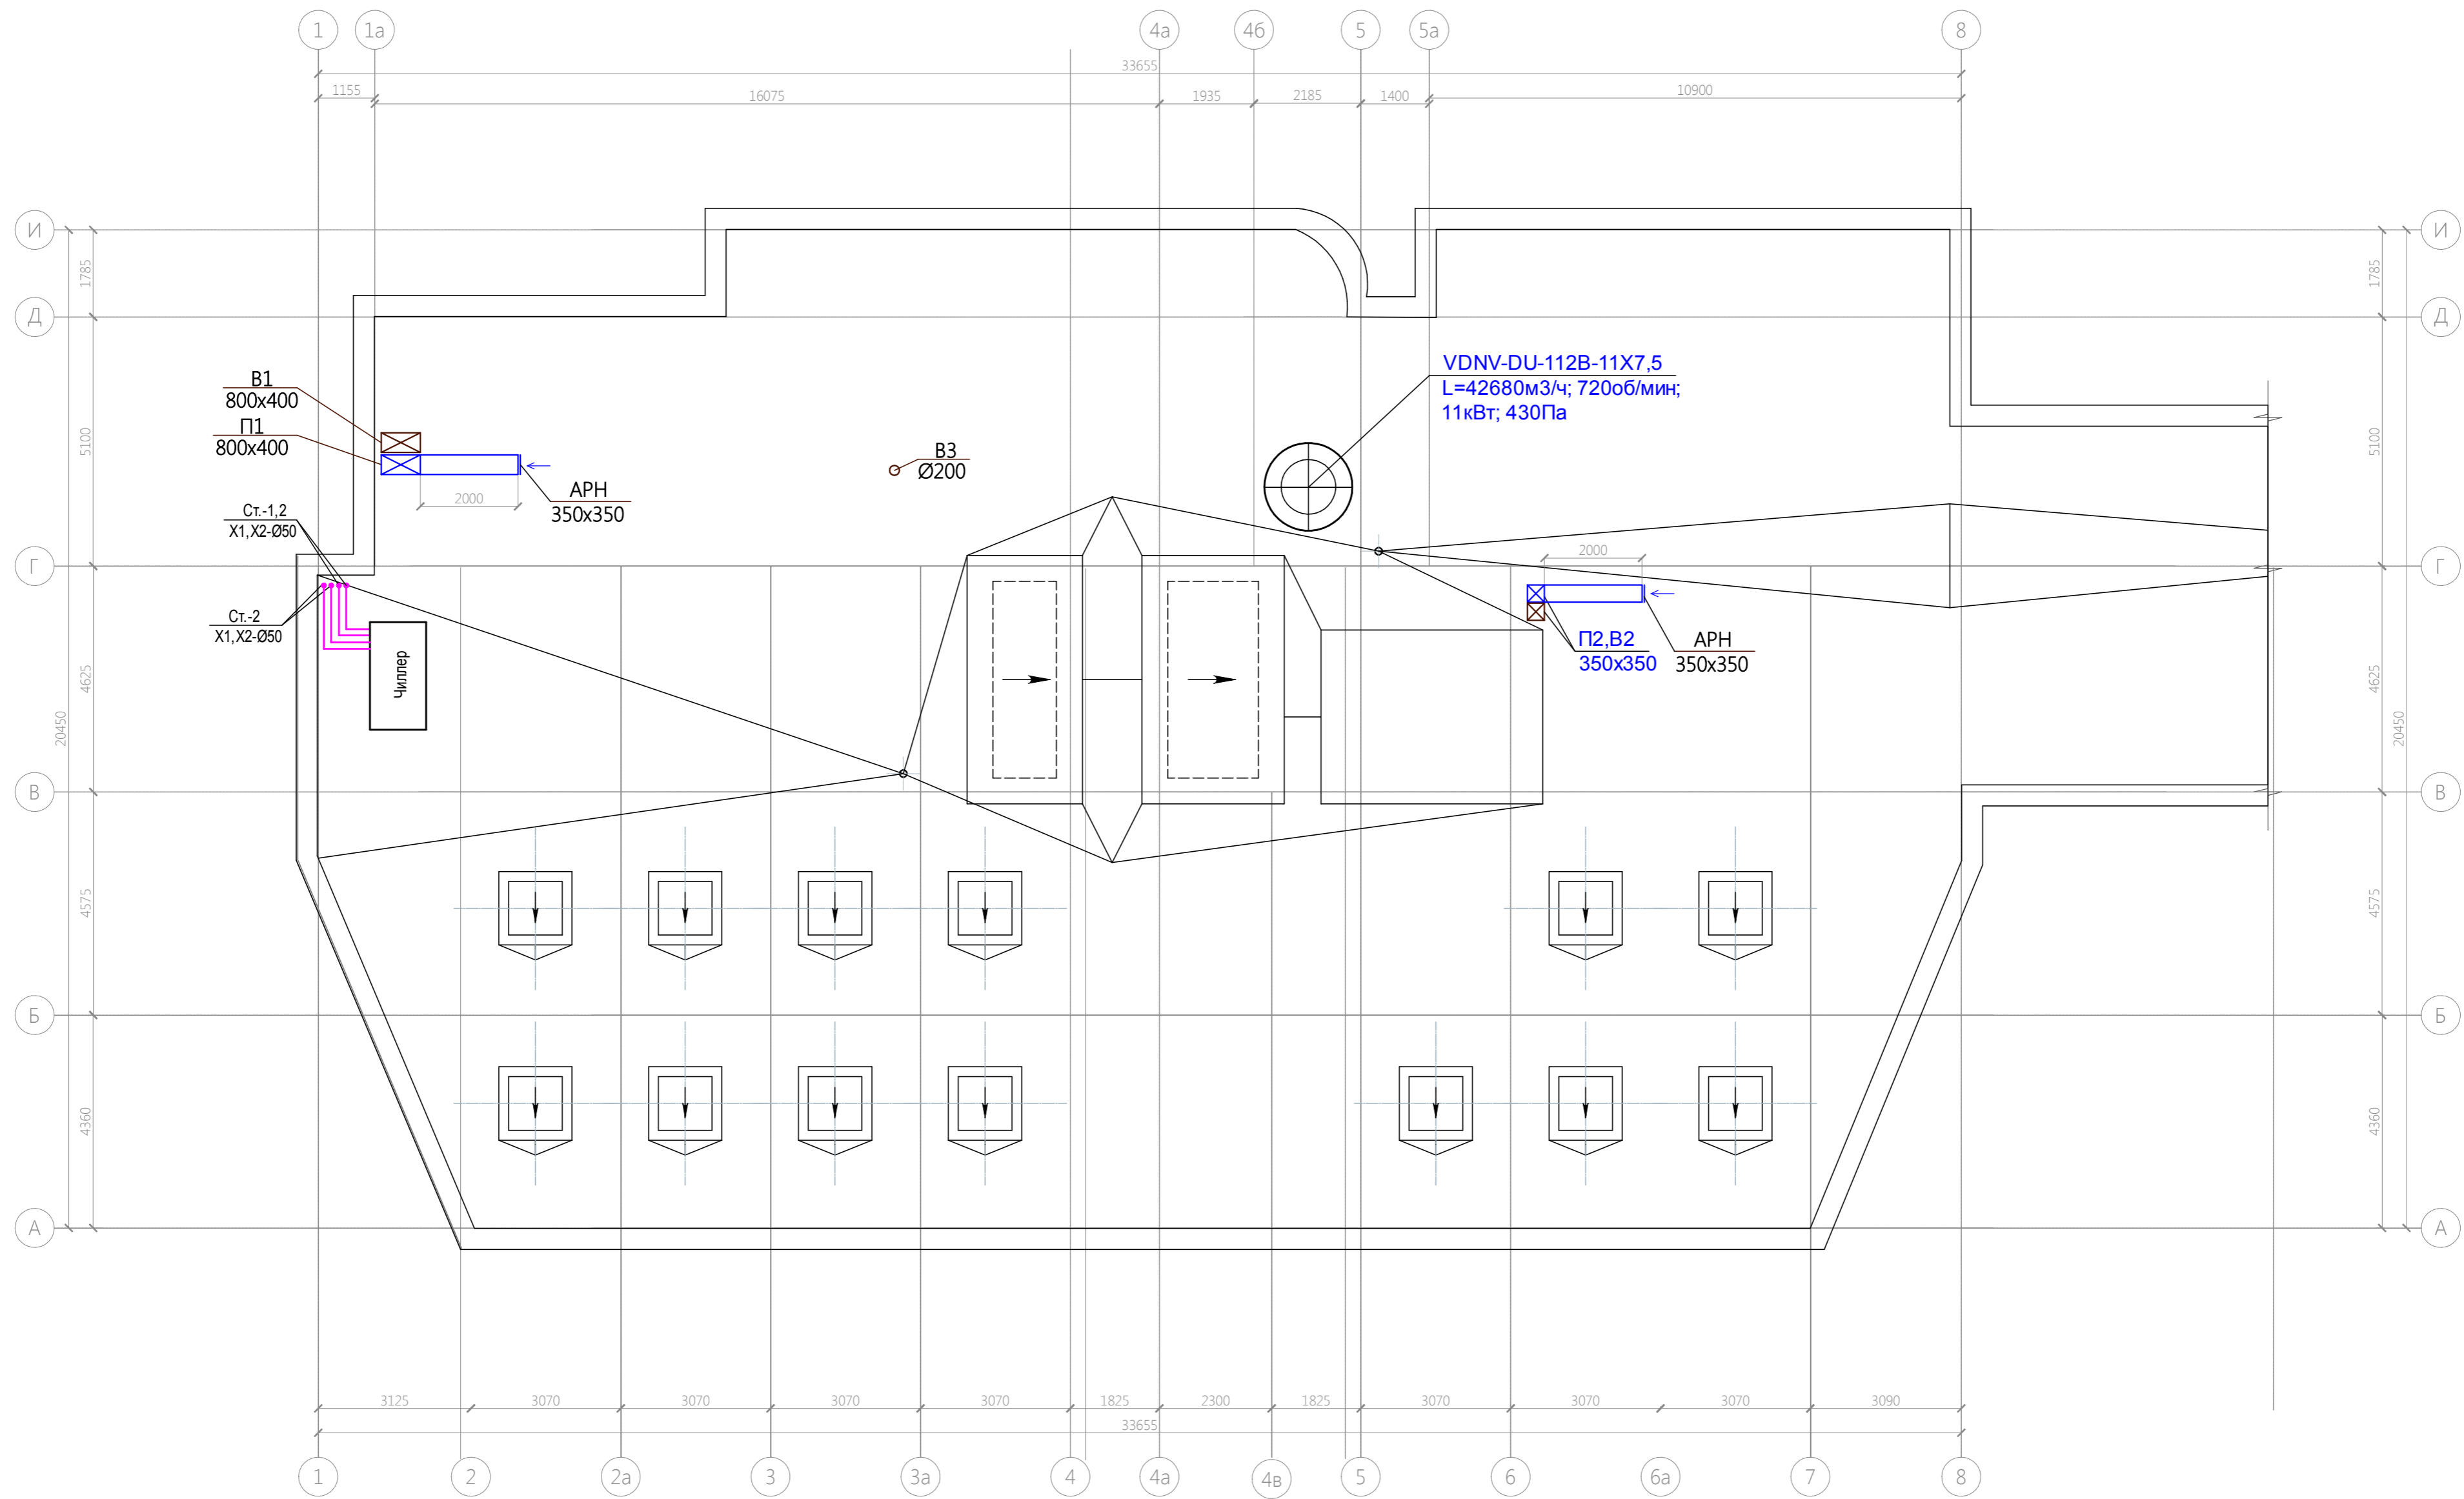 1 1а 4а 4б 5 5а 8
33655
1155 16075 1935 2185 1400 10900
И И
1785 1785
Д Д
VDNV-DU-112B-11X7,5
L=42680м3/ч; 720об/мин;
11кВт; 430Па
В1
800х400
П1
800х400
5100 5100
В3
Ø200
2000
АРН
350х350
Ст.-1,2
Х1,Х2-Ø50
Г Г
2000
Ст.-2
Х1,Х2-Ø50
Чиллер
П2,В2
350х350
АРН
350х350
4625 4625
20450 20450
В В
4575 4575
Б Б
4360 4360
А А
3125 3070 3070 3070 3070 1825 2300 1825 3070 3070 3070 3090
33655
1 2 2а 3 3а 4 4а 4в 5 6 6а 7 8